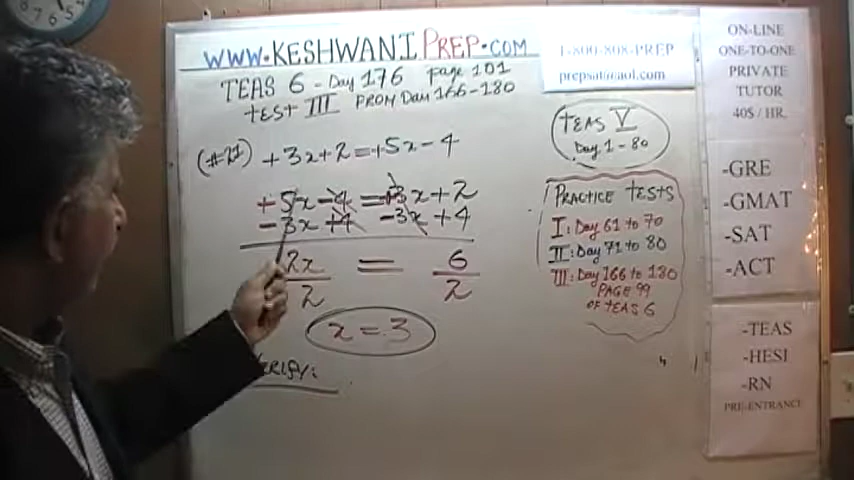 WWW.KESHWANIPREP.COM
TEAS 6 - Day 176 Page 101
TEST III FROM Day 166-180
(#21) +3x+2=+5x-4
+5x-4=+3x+2
-3x+4 -3x+4
2x = 6
2 2
x=3
VERIFY:
1-800-808-PREP
prepsat@aol.com
TEAS V
Day 1-80
PRACTICE TESTS
I: Day 61 to 70
II: Day 71 to 80
III: Day 166 to 180
PAGE 99
OF TEAS 6
ON-LINE
ONE-TO-ONE
PRIVATE
TUTOR
40$ / HR.
-GRE
-GMAT
-SAT
-ACT
-TEAS
-HESI
-RN
PRE-ENTRANCE